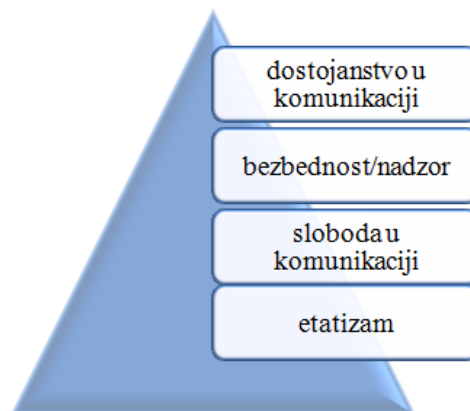 dostojanstvo u
komunikaciji
bezbednost/nadzor
sloboda u
komunikaciji
etatizam